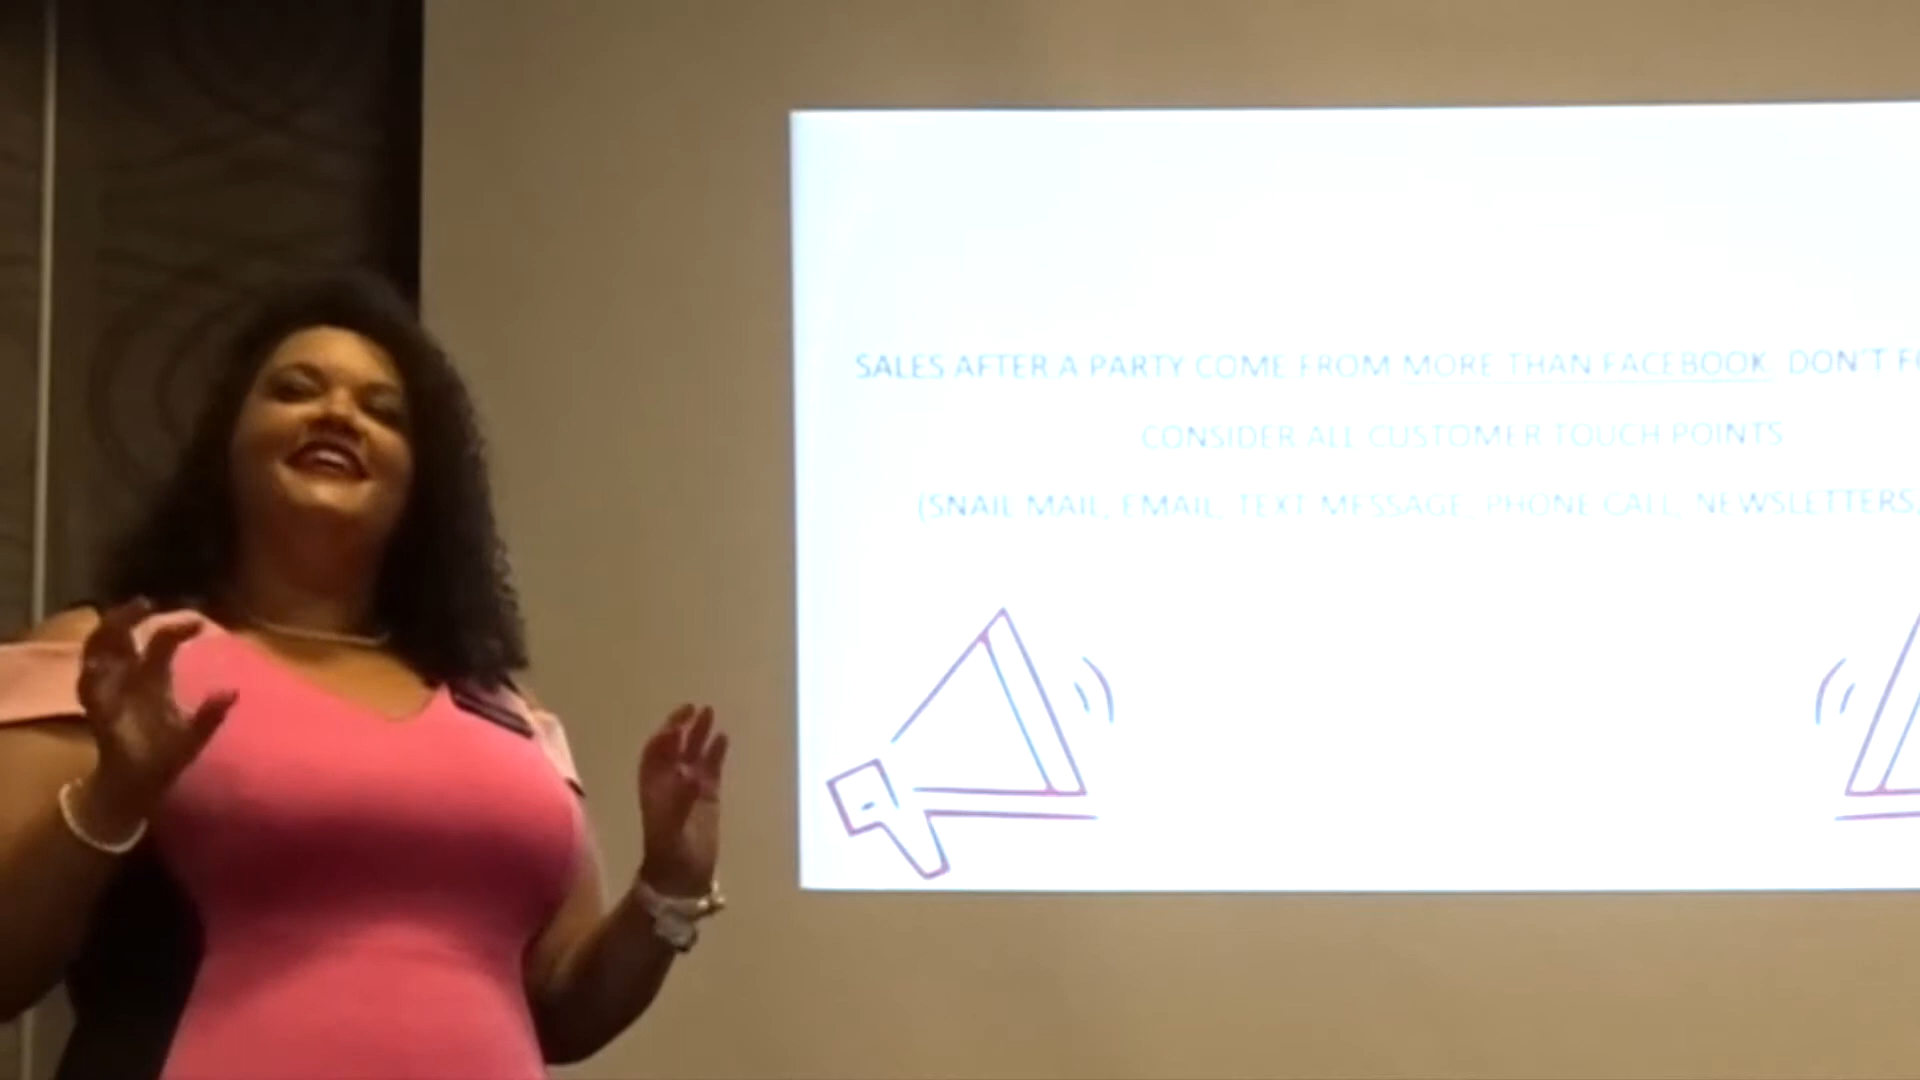 SALES AFTER A PARTY COME FROM MORE THAN FACEBOOK DON'T
CONSIDER ALL CUSTOMER TOUCH POINTS
(SNAIL MAIL, EMAIL, TEXT MESSAGE, PHONE CALL, NEWSLETTERS,